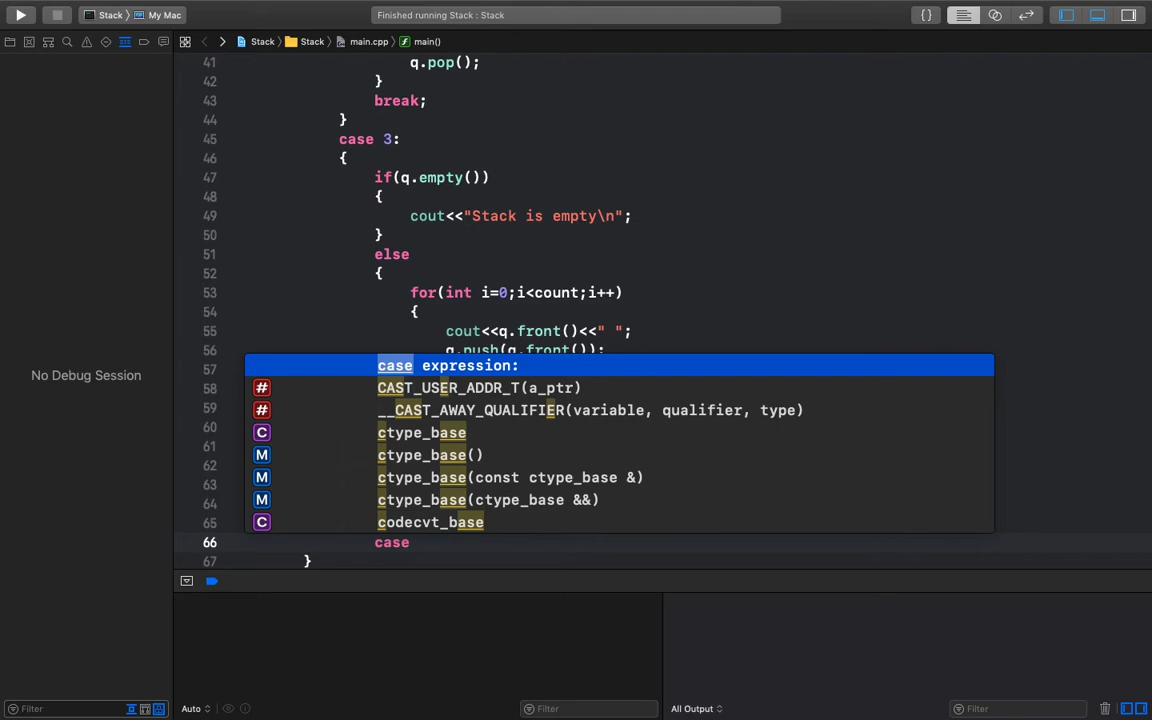 Stack 〉 My Mac
Finished running Stack : Stack
Stack 〉 Stack 〉 main.cpp 〉 main()
41 q.pop();
42 }
43 break;
44 }
45 case 3:
46 {
47 if(q.empty())
48 {
49 cout<<"Stack is empty\n";
50 }
51 else
52 {
53 for(int i=0;i<count;i++)
54 {
55 cout<<q.front()<<" ";
56 q.push(q.front());
57 case expression:
58 # CAST_USER_ADDR_T(a_ptr)
59 # __CAST_AWAY_QUALIFIER(variable, qualifier, type)
60 C ctype_base
61 M ctype_base()
62 M ctype_base(const ctype_base &)
63
64 M ctype_base(ctype_base &&)
65 C codecvt_base
66 case
67 }
No Debug Session
Filter
Auto
Filter
All Output
Filter